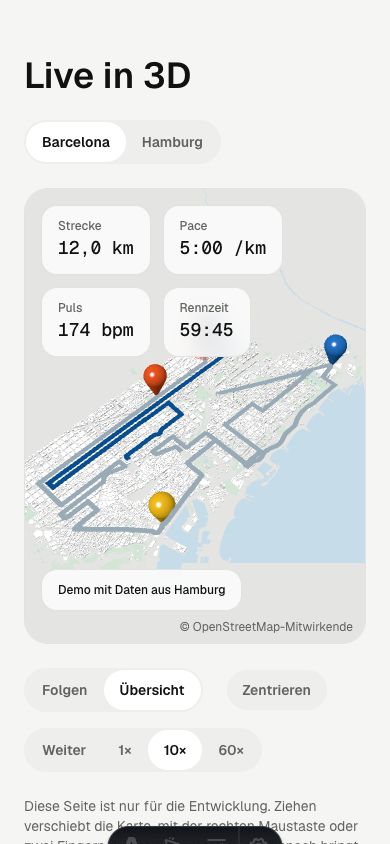 Live in 3D
Barcelona
Hamburg
Strecke
12,0 km
Pace
5:00 /km
Puls
174 bpm
Rennzeit
59:45
Demo mit Daten aus Hamburg
© OpenStreetMap-Mitwirkende
Folgen
Übersicht
Zentrieren
Weiter
1×
10×
60×
Diese Seite ist nur für die Entwicklung. Ziehen
verschiebt die Karte, mit der rechten Maustaste oder
zwei